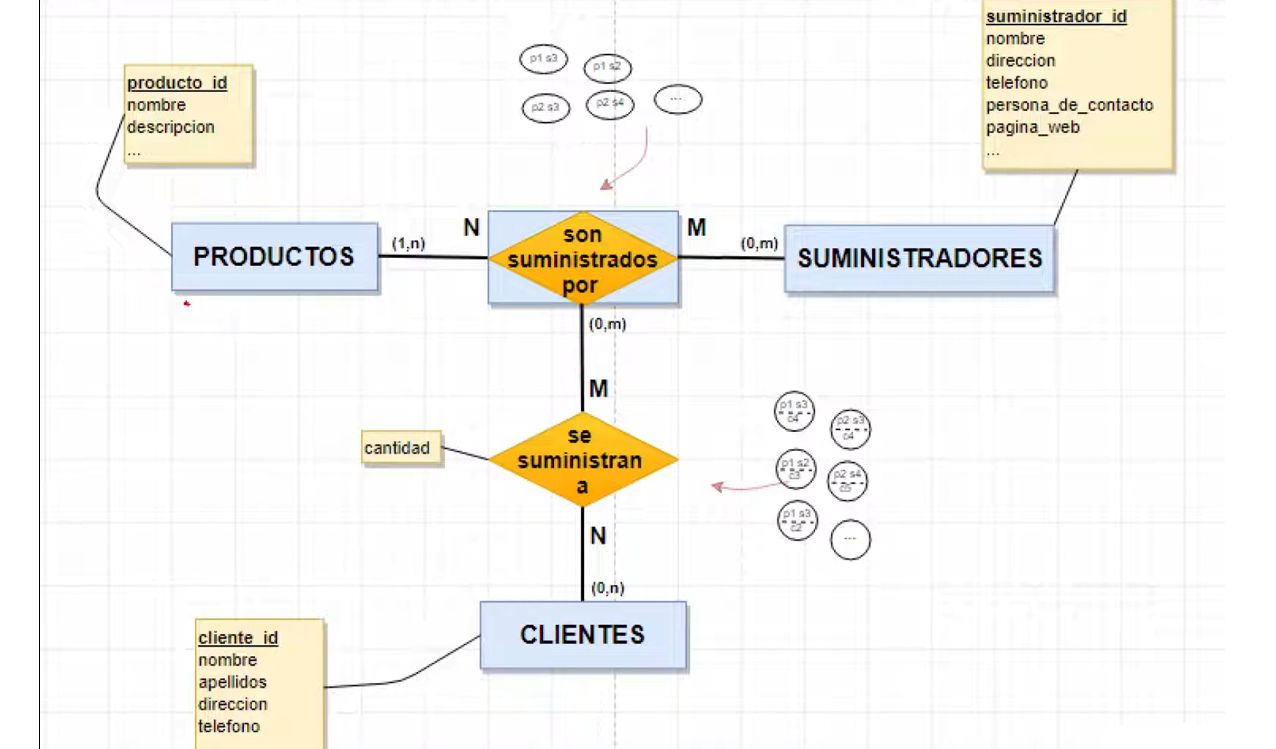 suministrador_id
nombre
direccion
telefono
persona_de_contacto
pagina_web
...
producto_id
nombre
descripcion
...
p1 s3
p1 s2
p2 s3
p2 s4
...
PRODUCTOS
(1,n)
N
son
suministrados
por
M
(0,m)
SUMINISTRADORES
(0,m)
M
cantidad
se
suministran
a
p1 s3
c4
p2 s3
c4
p1 s2
c3
p2 s4
c5
p1 s3
c2
...
N
(0,n)
CLIENTES
cliente_id
nombre
apellidos
direccion
telefono